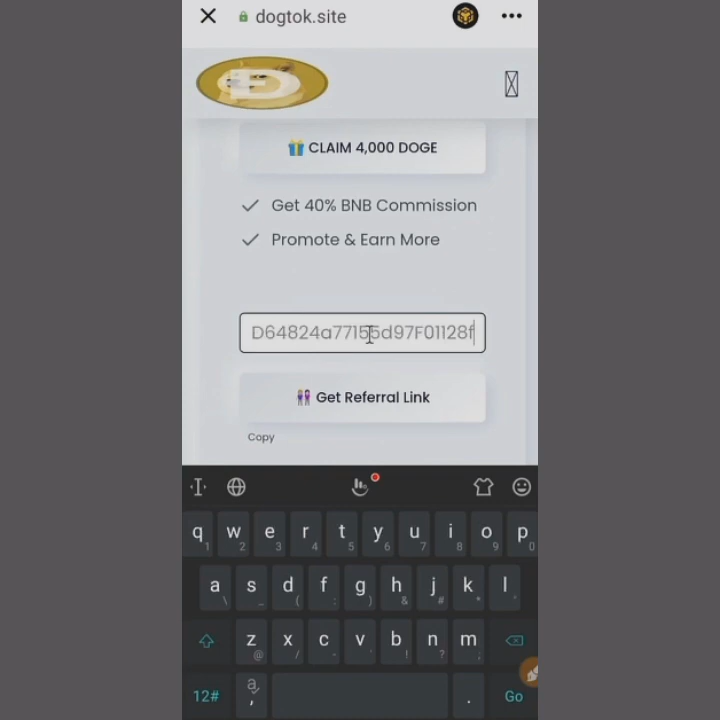 dogtok.site
CLAIM 4,000 DOGE
Get 40% BNB Commission
Promote & Earn More
D64824a77155d97F01128f
Get Referral Link
Copy
q w e r t y u i o p
1 2 3 4 5 6 7 8 9 0
a s d f g h j k l
\ _ ( : ) & # * "
z x c v b n m
@ / - ' ! ? ;
12# a , . Go